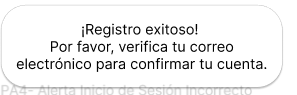 ¡Registro exitoso!
Por favor, verifica tu correo
electrónico para confirmar tu cuenta.
PA4- Alerta Inicio de Sesión Incorrecto